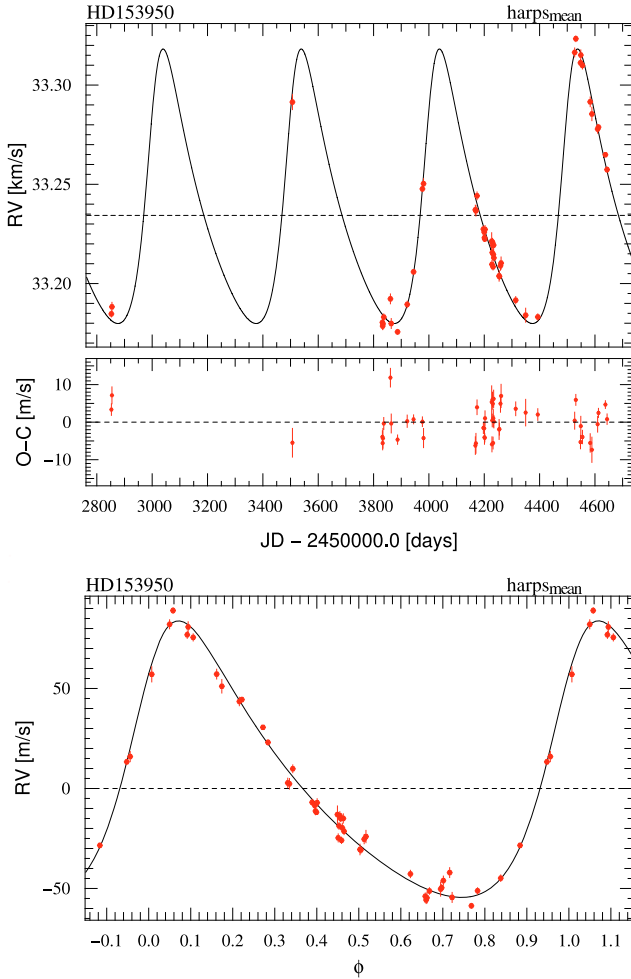 HD153950 harps_mean
33.30
33.20
RV [km/s]
10
0
−10
O−C [m/s]
2800 3000 3200 3400 3600 3800 4000 4200 4400 4600
JD − 2450000.0 [days]
HD153950 harps_mean
50
0
−50
RV [m/s]
−0.1 0.0 0.1 0.2 0.3 0.4 0.5 0.6 0.7 0.8 0.9 1.0 1.1
ϕ